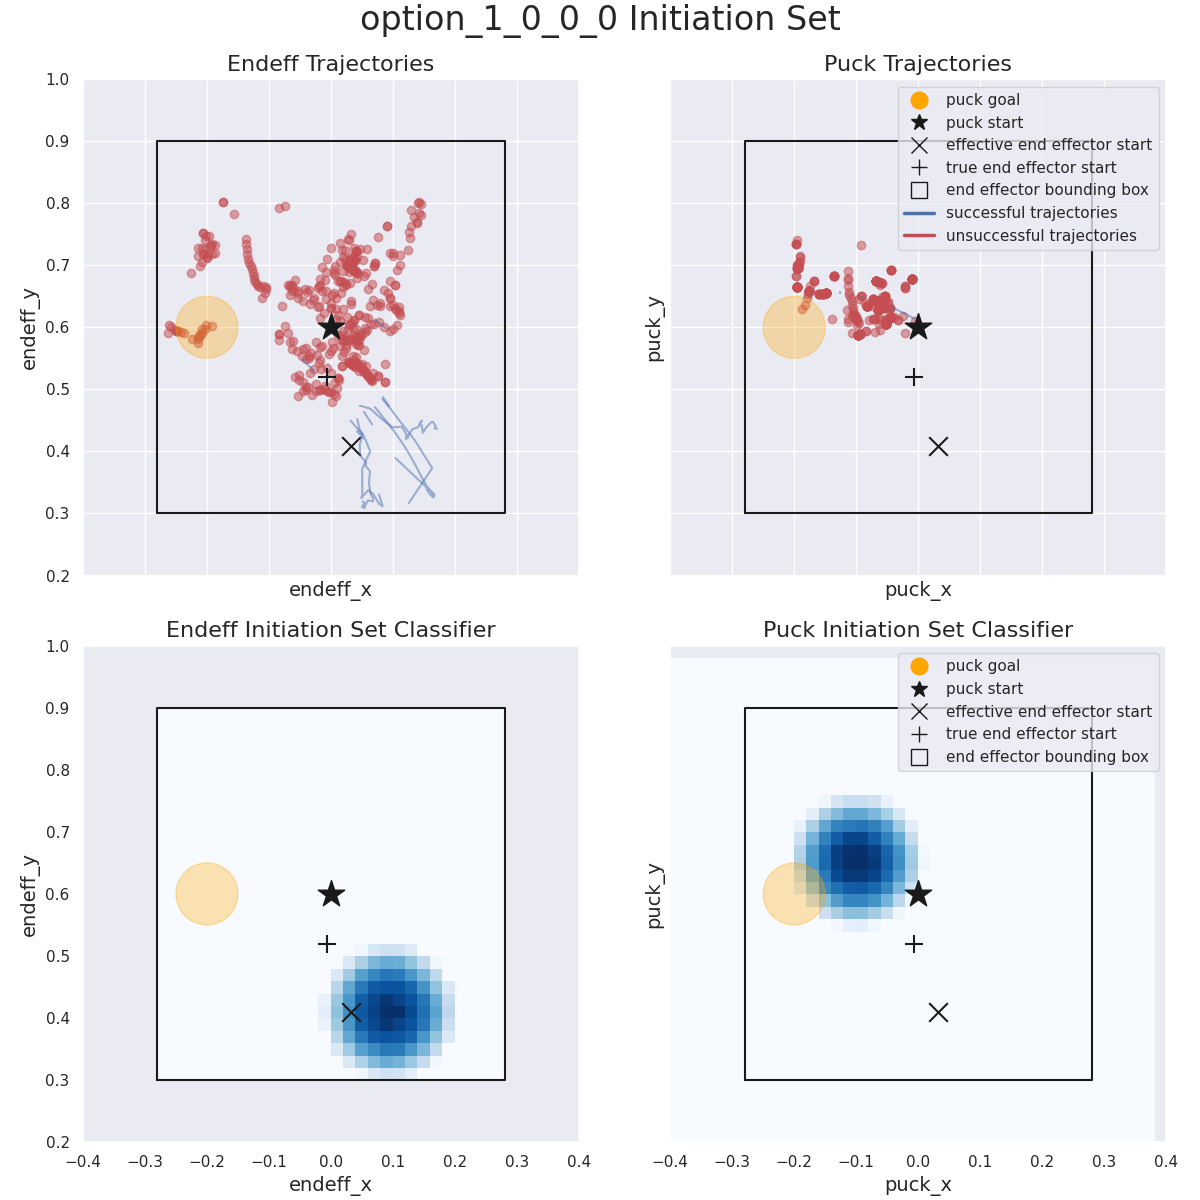 option_1_0_0_0 Initiation Set
Endeff Trajectories
1.0
0.9
0.8
0.7
0.6
0.5
0.4
0.3
0.2
endeff_y
endeff_x
Puck Trajectories
puck goal
puck start
effective end effector start
true end effector start
end effector bounding box
successful trajectories
unsuccessful trajectories
puck_y
puck_x
Endeff Initiation Set Classifier
1.0
0.9
0.8
0.7
0.6
0.5
0.4
0.3
0.2
endeff_y
−0.4 −0.3 −0.2 −0.1 0.0 0.1 0.2 0.3 0.4
endeff_x
Puck Initiation Set Classifier
puck goal
puck start
effective end effector start
true end effector start
end effector bounding box
puck_y
−0.4 −0.3 −0.2 −0.1 0.0 0.1 0.2 0.3 0.4
puck_x